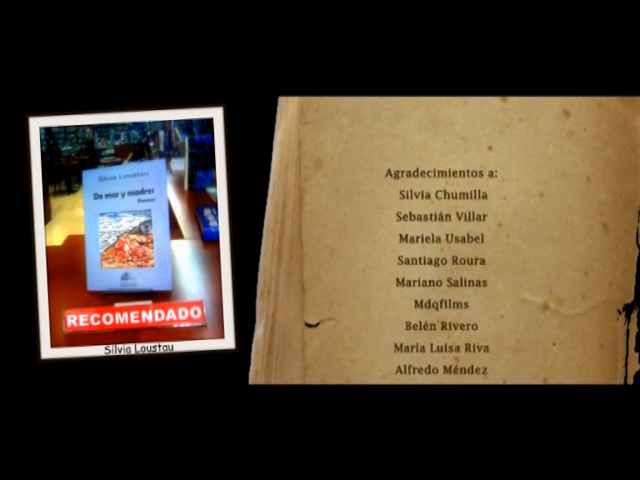 Silvia Loustau
De mar y madres
Poemas
RECOMENDADO
Silvia Loustau
Agradecimientos a:
Silvia Chumilla
Sebastián Villar
Mariela Usabel
Santiago Roura
Mariano Salinas
Mdqfilms
Belén Rivero
María Luisa Riva
Alfredo Méndez